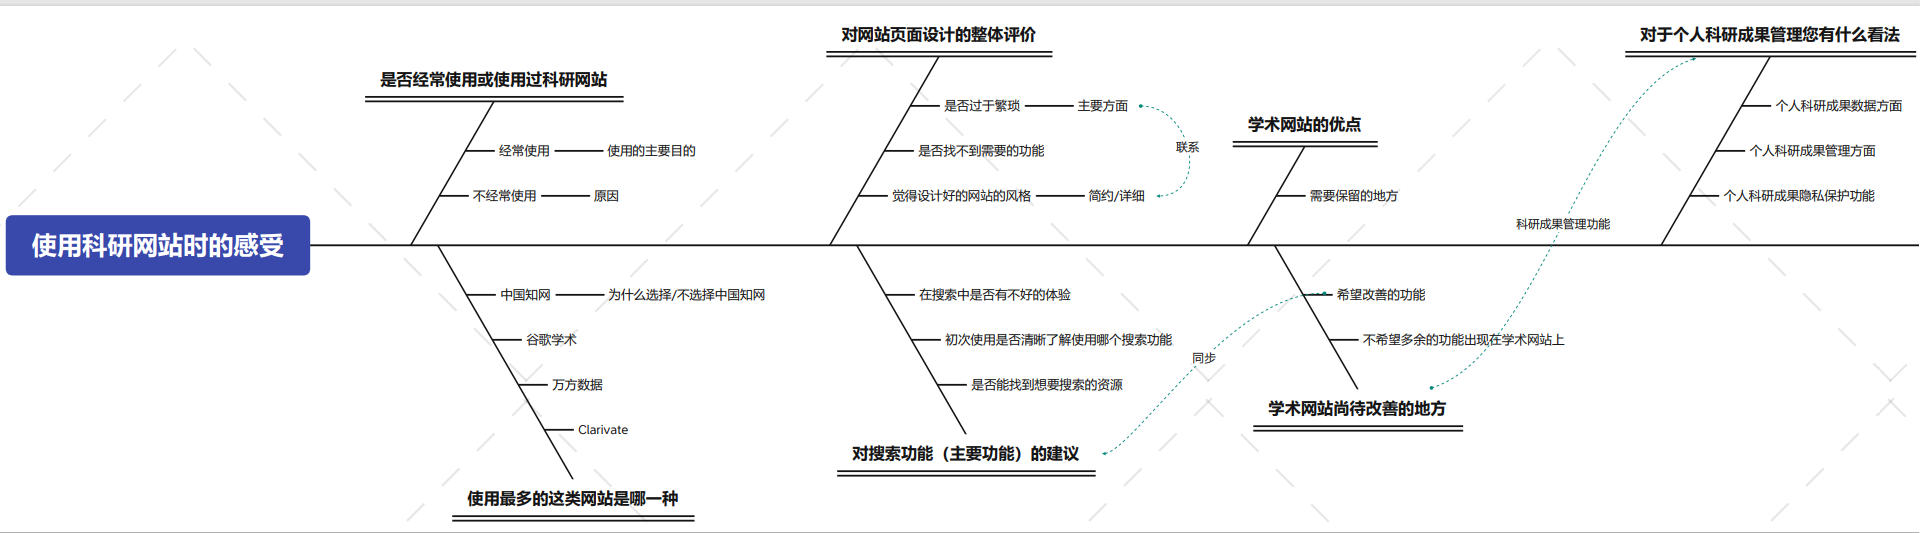 使用科研网站时的感受
是否经常使用或使用过科研网站
经常使用
使用的主要目的
不经常使用
原因
中国知网
为什么选择/不选择中国知网
谷歌学术
万方数据
Clarivate
使用最多的这类网站是哪一种
对网站页面设计的整体评价
是否过于繁琐
主要方面
是否找不到需要的功能
觉得设计好的网站的风格
简约/详细
联系
在搜索中是否有不好的体验
初次使用是否清晰了解使用哪个搜索功能
是否能找到想要搜索的资源
对搜索功能（主要功能）的建议
同步
学术网站的优点
需要保留的地方
希望改善的功能
不希望多余的功能出现在学术网站上
学术网站尚待改善的地方
科研成果管理功能
对于个人科研成果管理您有什么看法
个人科研成果数据方面
个人科研成果管理方面
个人科研成果隐私保护功能